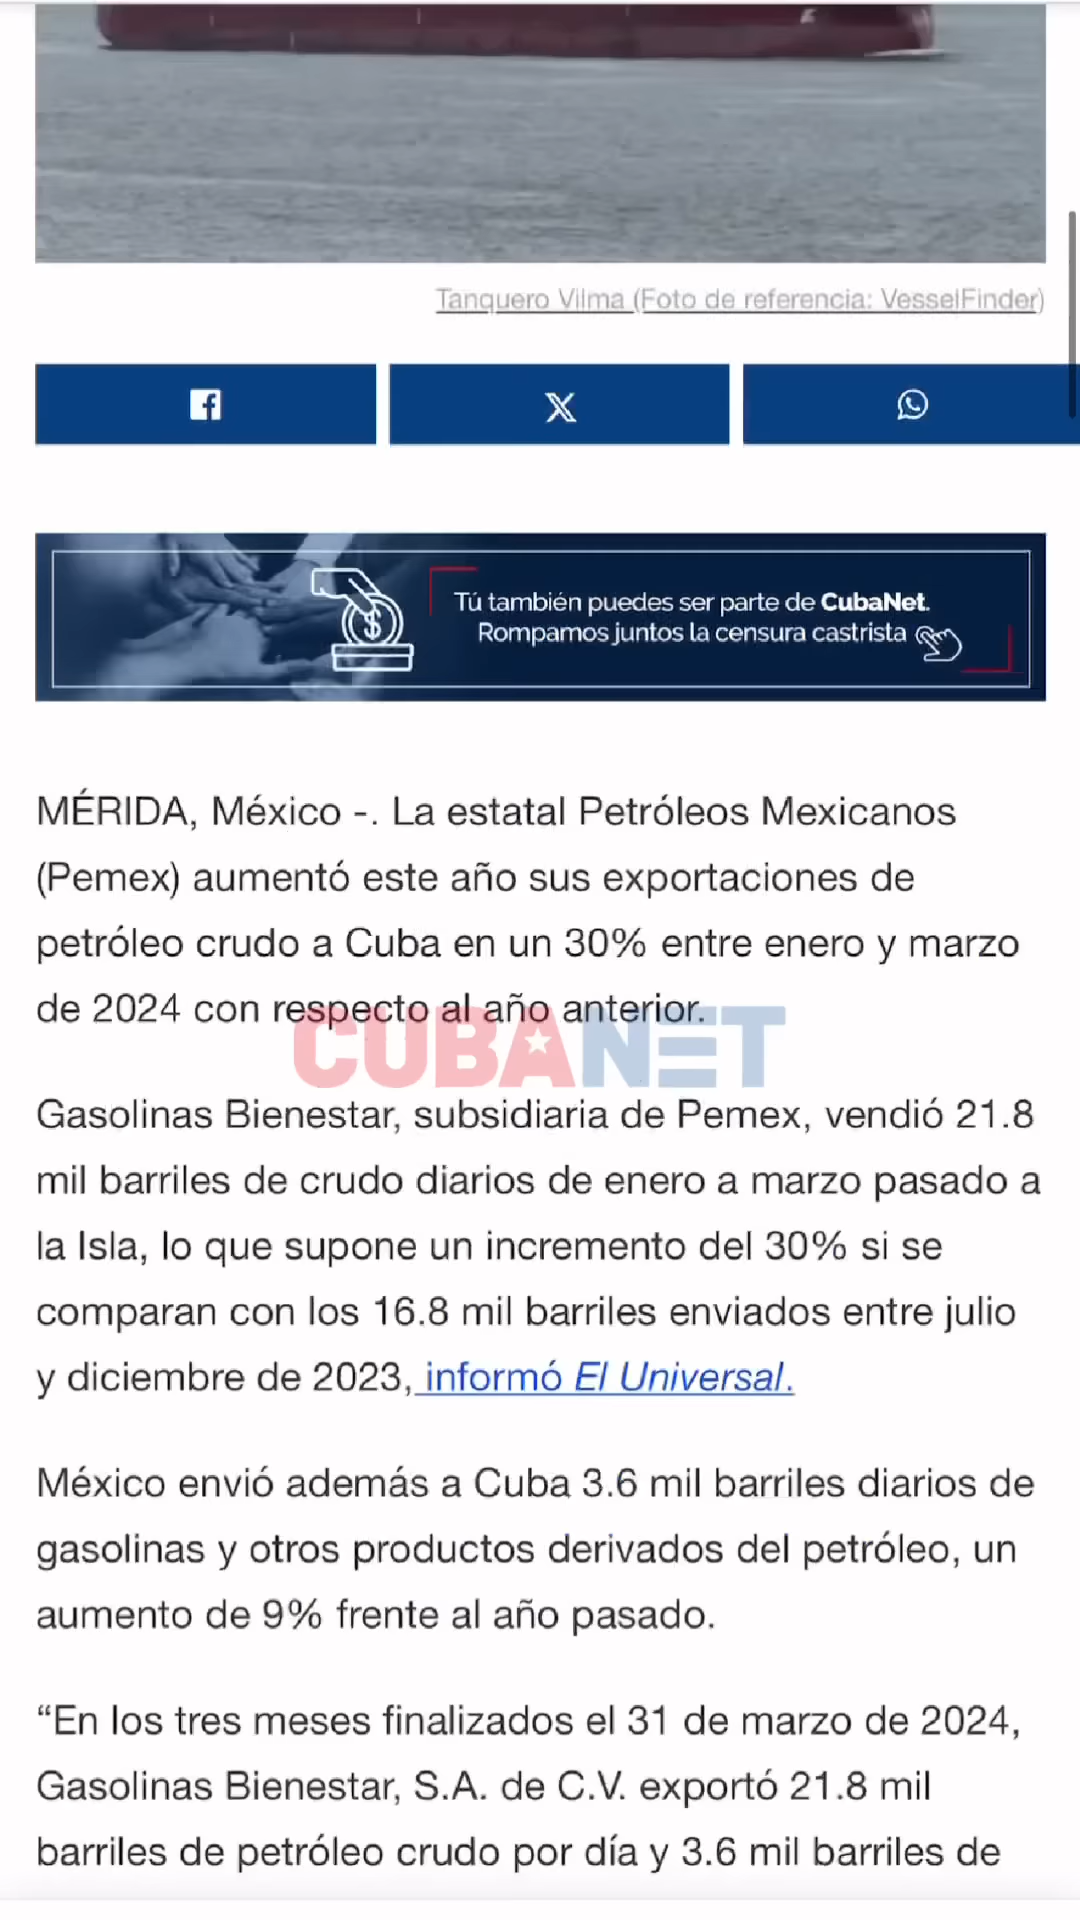 Tanquero Vilma (Foto de referencia: VesselFinder)
Tú también puedes ser parte de CubaNet.
Rompamos juntos la censura castrista
MÉRIDA, México -. La estatal Petróleos Mexicanos
(Pemex) aumentó este año sus exportaciones de
petróleo crudo a Cuba en un 30% entre enero y marzo
de 2024 con respecto al año anterior.
CUBANET
Gasolinas Bienestar, subsidiaria de Pemex, vendió 21.8
mil barriles de crudo diarios de enero a marzo pasado a
la Isla, lo que supone un incremento del 30% si se
comparan con los 16.8 mil barriles enviados entre julio
y diciembre de 2023, informó El Universal.
México envió además a Cuba 3.6 mil barriles diarios de
gasolinas y otros productos derivados del petróleo, un
aumento de 9% frente al año pasado.
“En los tres meses finalizados el 31 de marzo de 2024,
Gasolinas Bienestar, S.A. de C.V. exportó 21.8 mil
barriles de petróleo crudo por día y 3.6 mil barriles de